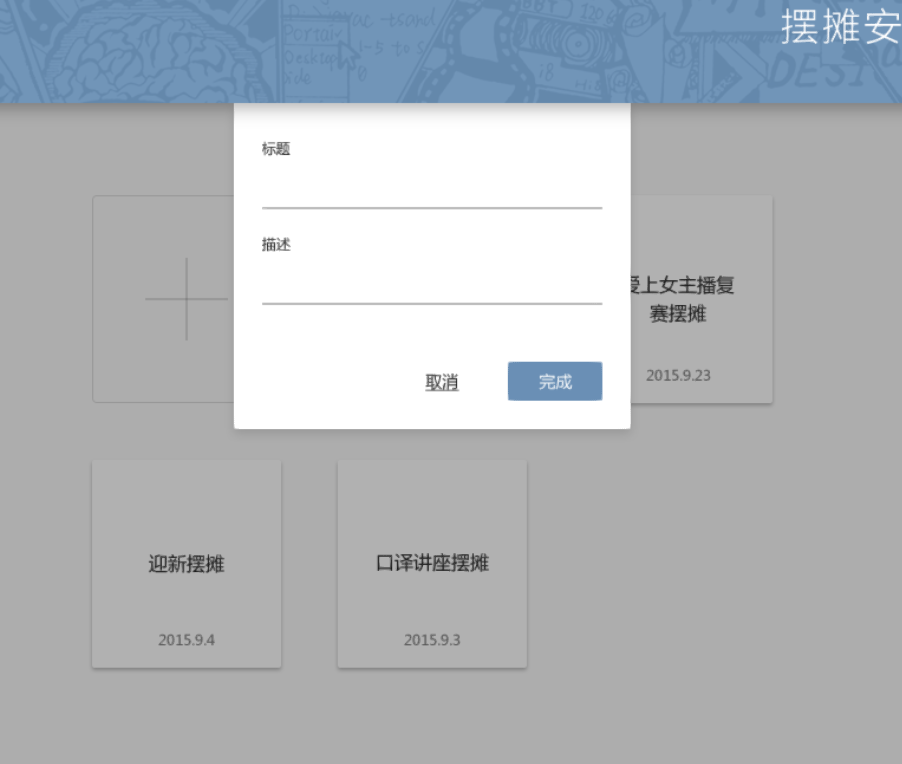 摆摊安
标题
描述
取消
完成
爱上女主播复
赛摆摊
2015.9.23
迎新摆摊
2015.9.4
口译讲座摆摊
2015.9.3